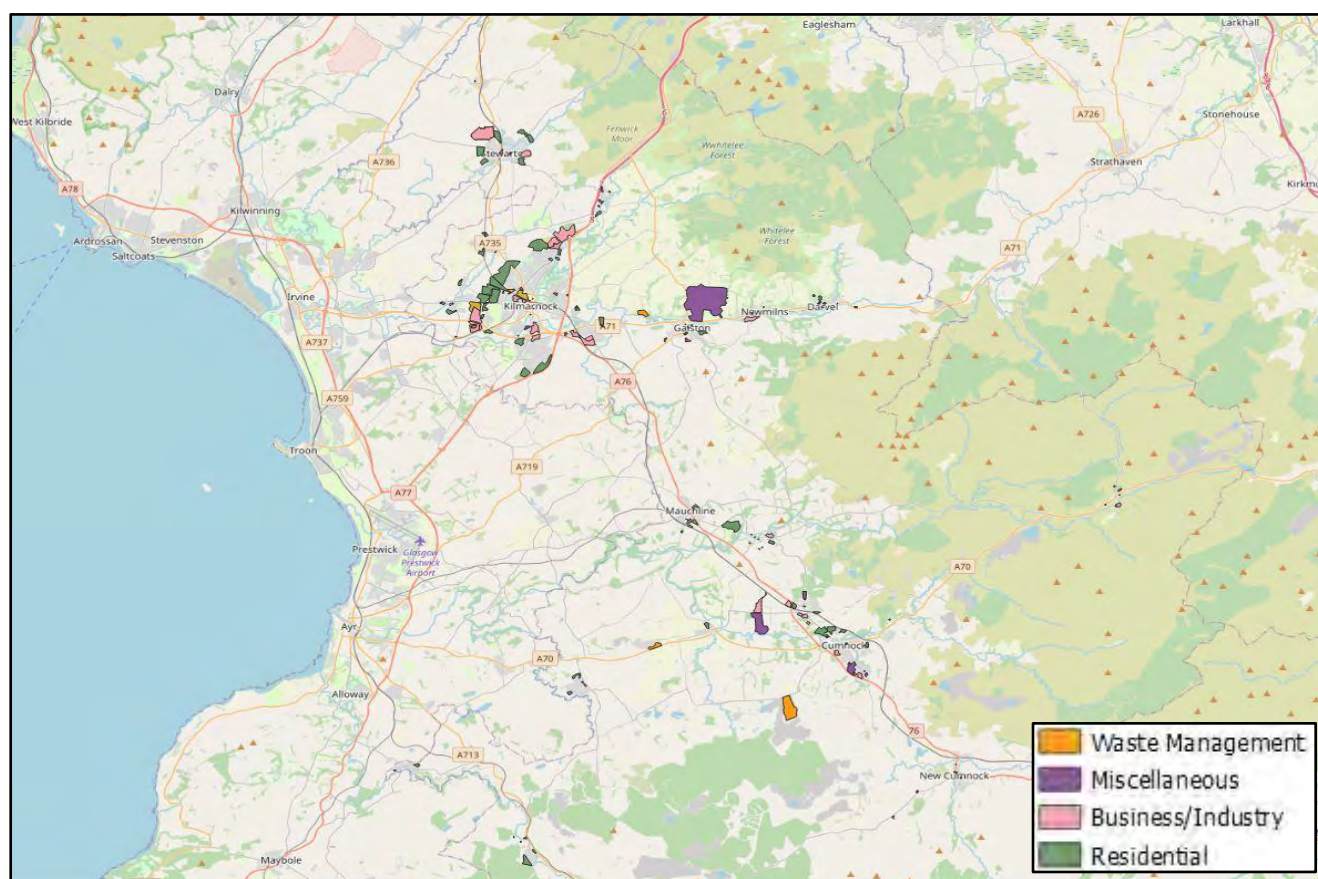 Eaglesham
Larkhall
Dalry
West Kilbride
A726
Stonehouse
Fenwick
Moor
Whitelee
Forest
Stewarto
A736
Strathaven
A78
Kirkmu
Kilwinning
Ardrossan
Stevenston
Saltcoats
A735
Whitelee
Forest
A71
Irvine
Kilmarnock
Newmilns
Darvel
A71
Galston
A737
A76
A759
Troon
A719
A77
Mauchline
Prestwick
Glasgow
Prestwick
Airport
A70
Ayr
Cumnock
A70
Alloway
76
A713
New Cumnock
Maybole
Waste Management
Miscellaneous
Business/Industry
Residential